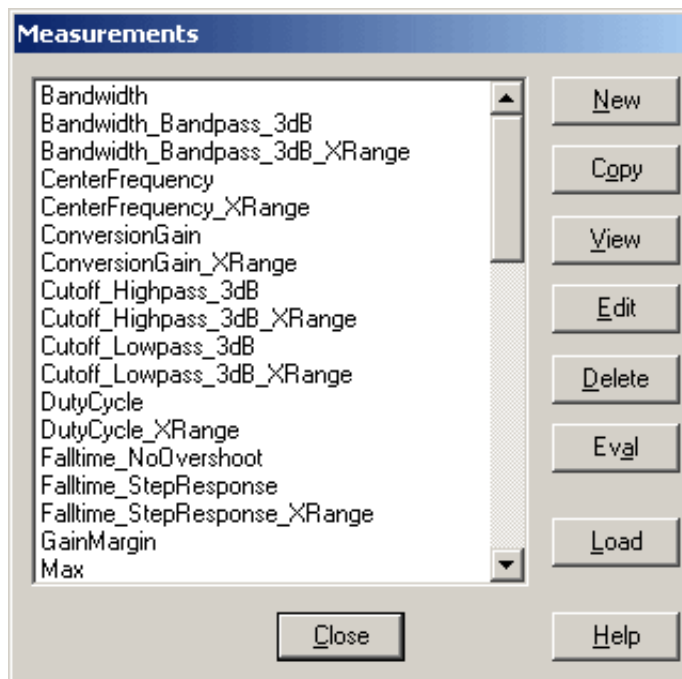 Measurements
Bandwidth
Bandwidth_Bandpass_3dB
Bandwidth_Bandpass_3dB_XRange
CenterFrequency
CenterFrequency_XRange
ConversionGain
ConversionGain_XRange
Cutoff_Highpass_3dB
Cutoff_Highpass_3dB_XRange
Cutoff_Lowpass_3dB
Cutoff_Lowpass_3dB_XRange
DutyCycle
DutyCycle_XRange
Falltime_NoOvershoot
Falltime_StepResponse
Falltime_StepResponse_XRange
GainMargin
Max
New
Copy
View
Edit
Delete
Eval
Load
Close
Help